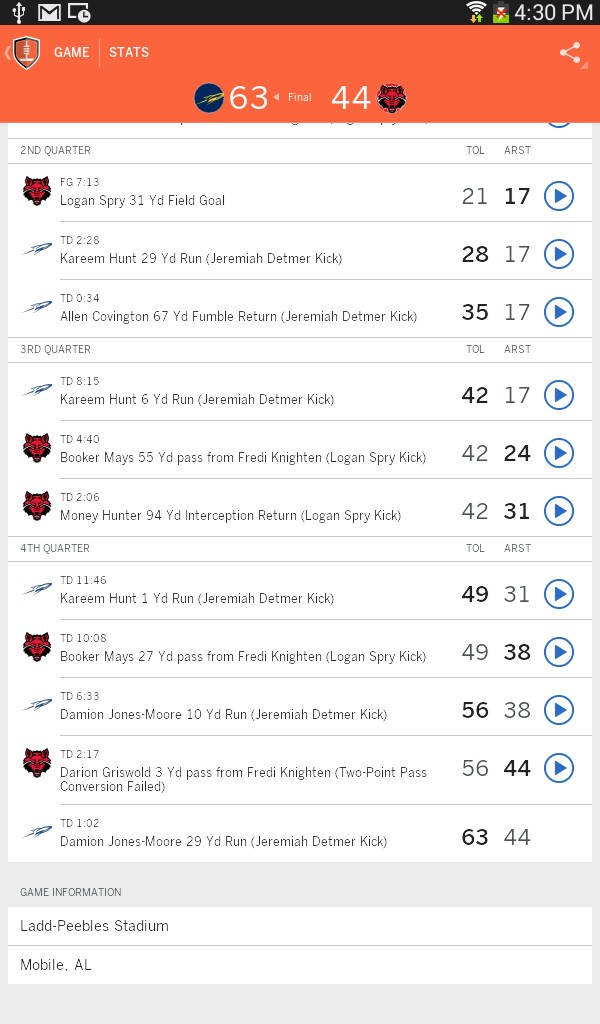 4:30 PM
GAME STATS
63 Final 44
2ND QUARTER TOL ARST
FG 7:13
Logan Spry 31 Yd Field Goal 21 17
TD 2:28
Kareem Hunt 29 Yd Run (Jeremiah Detmer Kick) 28 17
TD 0:34
Allen Covington 67 Yd Fumble Return (Jeremiah Detmer Kick) 35 17
3RD QUARTER TOL ARST
TD 8:15
Kareem Hunt 6 Yd Run (Jeremiah Detmer Kick) 42 17
TD 4:40
Booker Mays 55 Yd pass from Fredi Knighten (Logan Spry Kick) 42 24
TD 2:06
Money Hunter 94 Yd Interception Return (Logan Spry Kick) 42 31
4TH QUARTER TOL ARST
TD 11:46
Kareem Hunt 1 Yd Run (Jeremiah Detmer Kick) 49 31
TD 10:08
Booker Mays 27 Yd pass from Fredi Knighten (Logan Spry Kick) 49 38
TD 6:33
Damion Jones-Moore 10 Yd Run (Jeremiah Detmer Kick) 56 38
TD 2:17
Darion Griswold 3 Yd pass from Fredi Knighten (Two-Point Pass 56 44
Conversion Failed)
TD 1:02
Damion Jones-Moore 29 Yd Run (Jeremiah Detmer Kick) 63 44
GAME INFORMATION
Ladd-Peebles Stadium
Mobile, AL